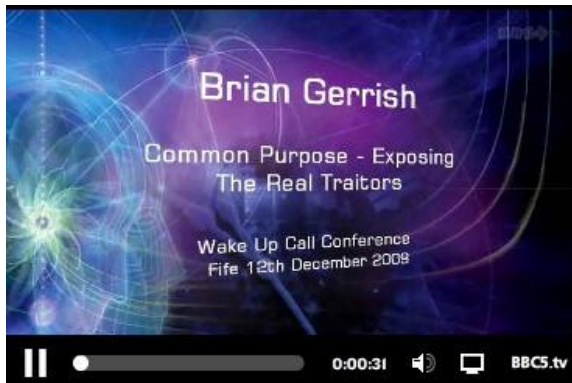 Brian Gerrish
Common Purpose - Exposing
The Real Traitors
Wake Up Call Conference
Fife 12th December 2009
0:00:31
BBC5.tv